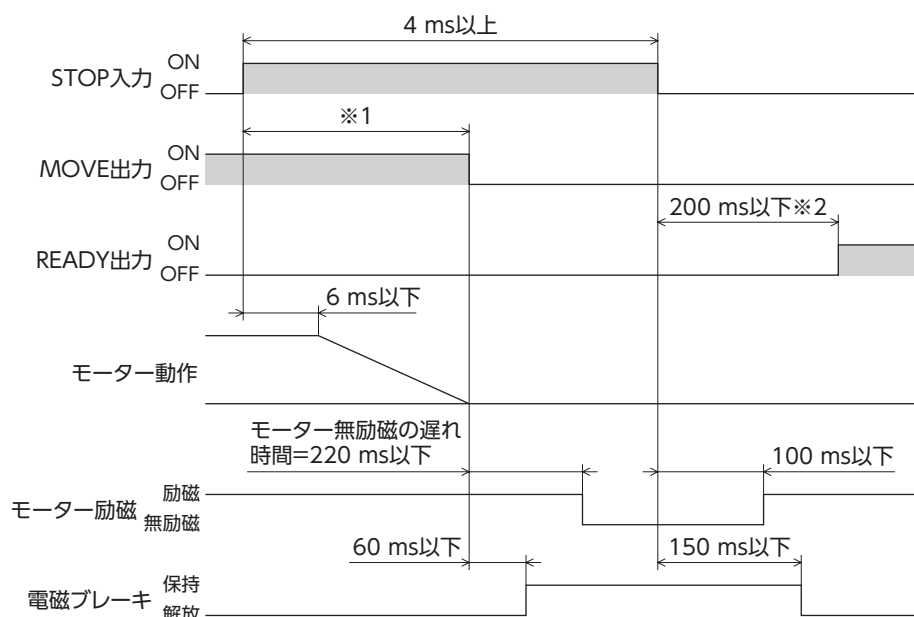 4 ms以上
STOP入力 ON
OFF
※1
MOVE出力 ON
OFF
200 ms以下※2
READY出力 ON
OFF
6 ms以下
モーター動作
モーター無励磁の遅れ
時間=220 ms以下
100 ms以下
モーター励磁 励磁
無励磁
60 ms以下
150 ms以下
電磁ブレーキ 保持
解放